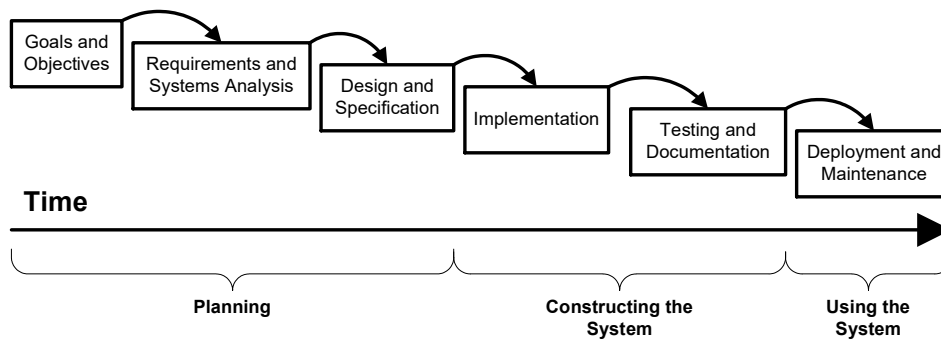 Goals and
Objectives
Requirements and
Systems Analysis
Design and
Specification
Implementation
Testing and
Documentation
Deployment and
Maintenance
Time
Planning
Constructing the
System
Using the
System